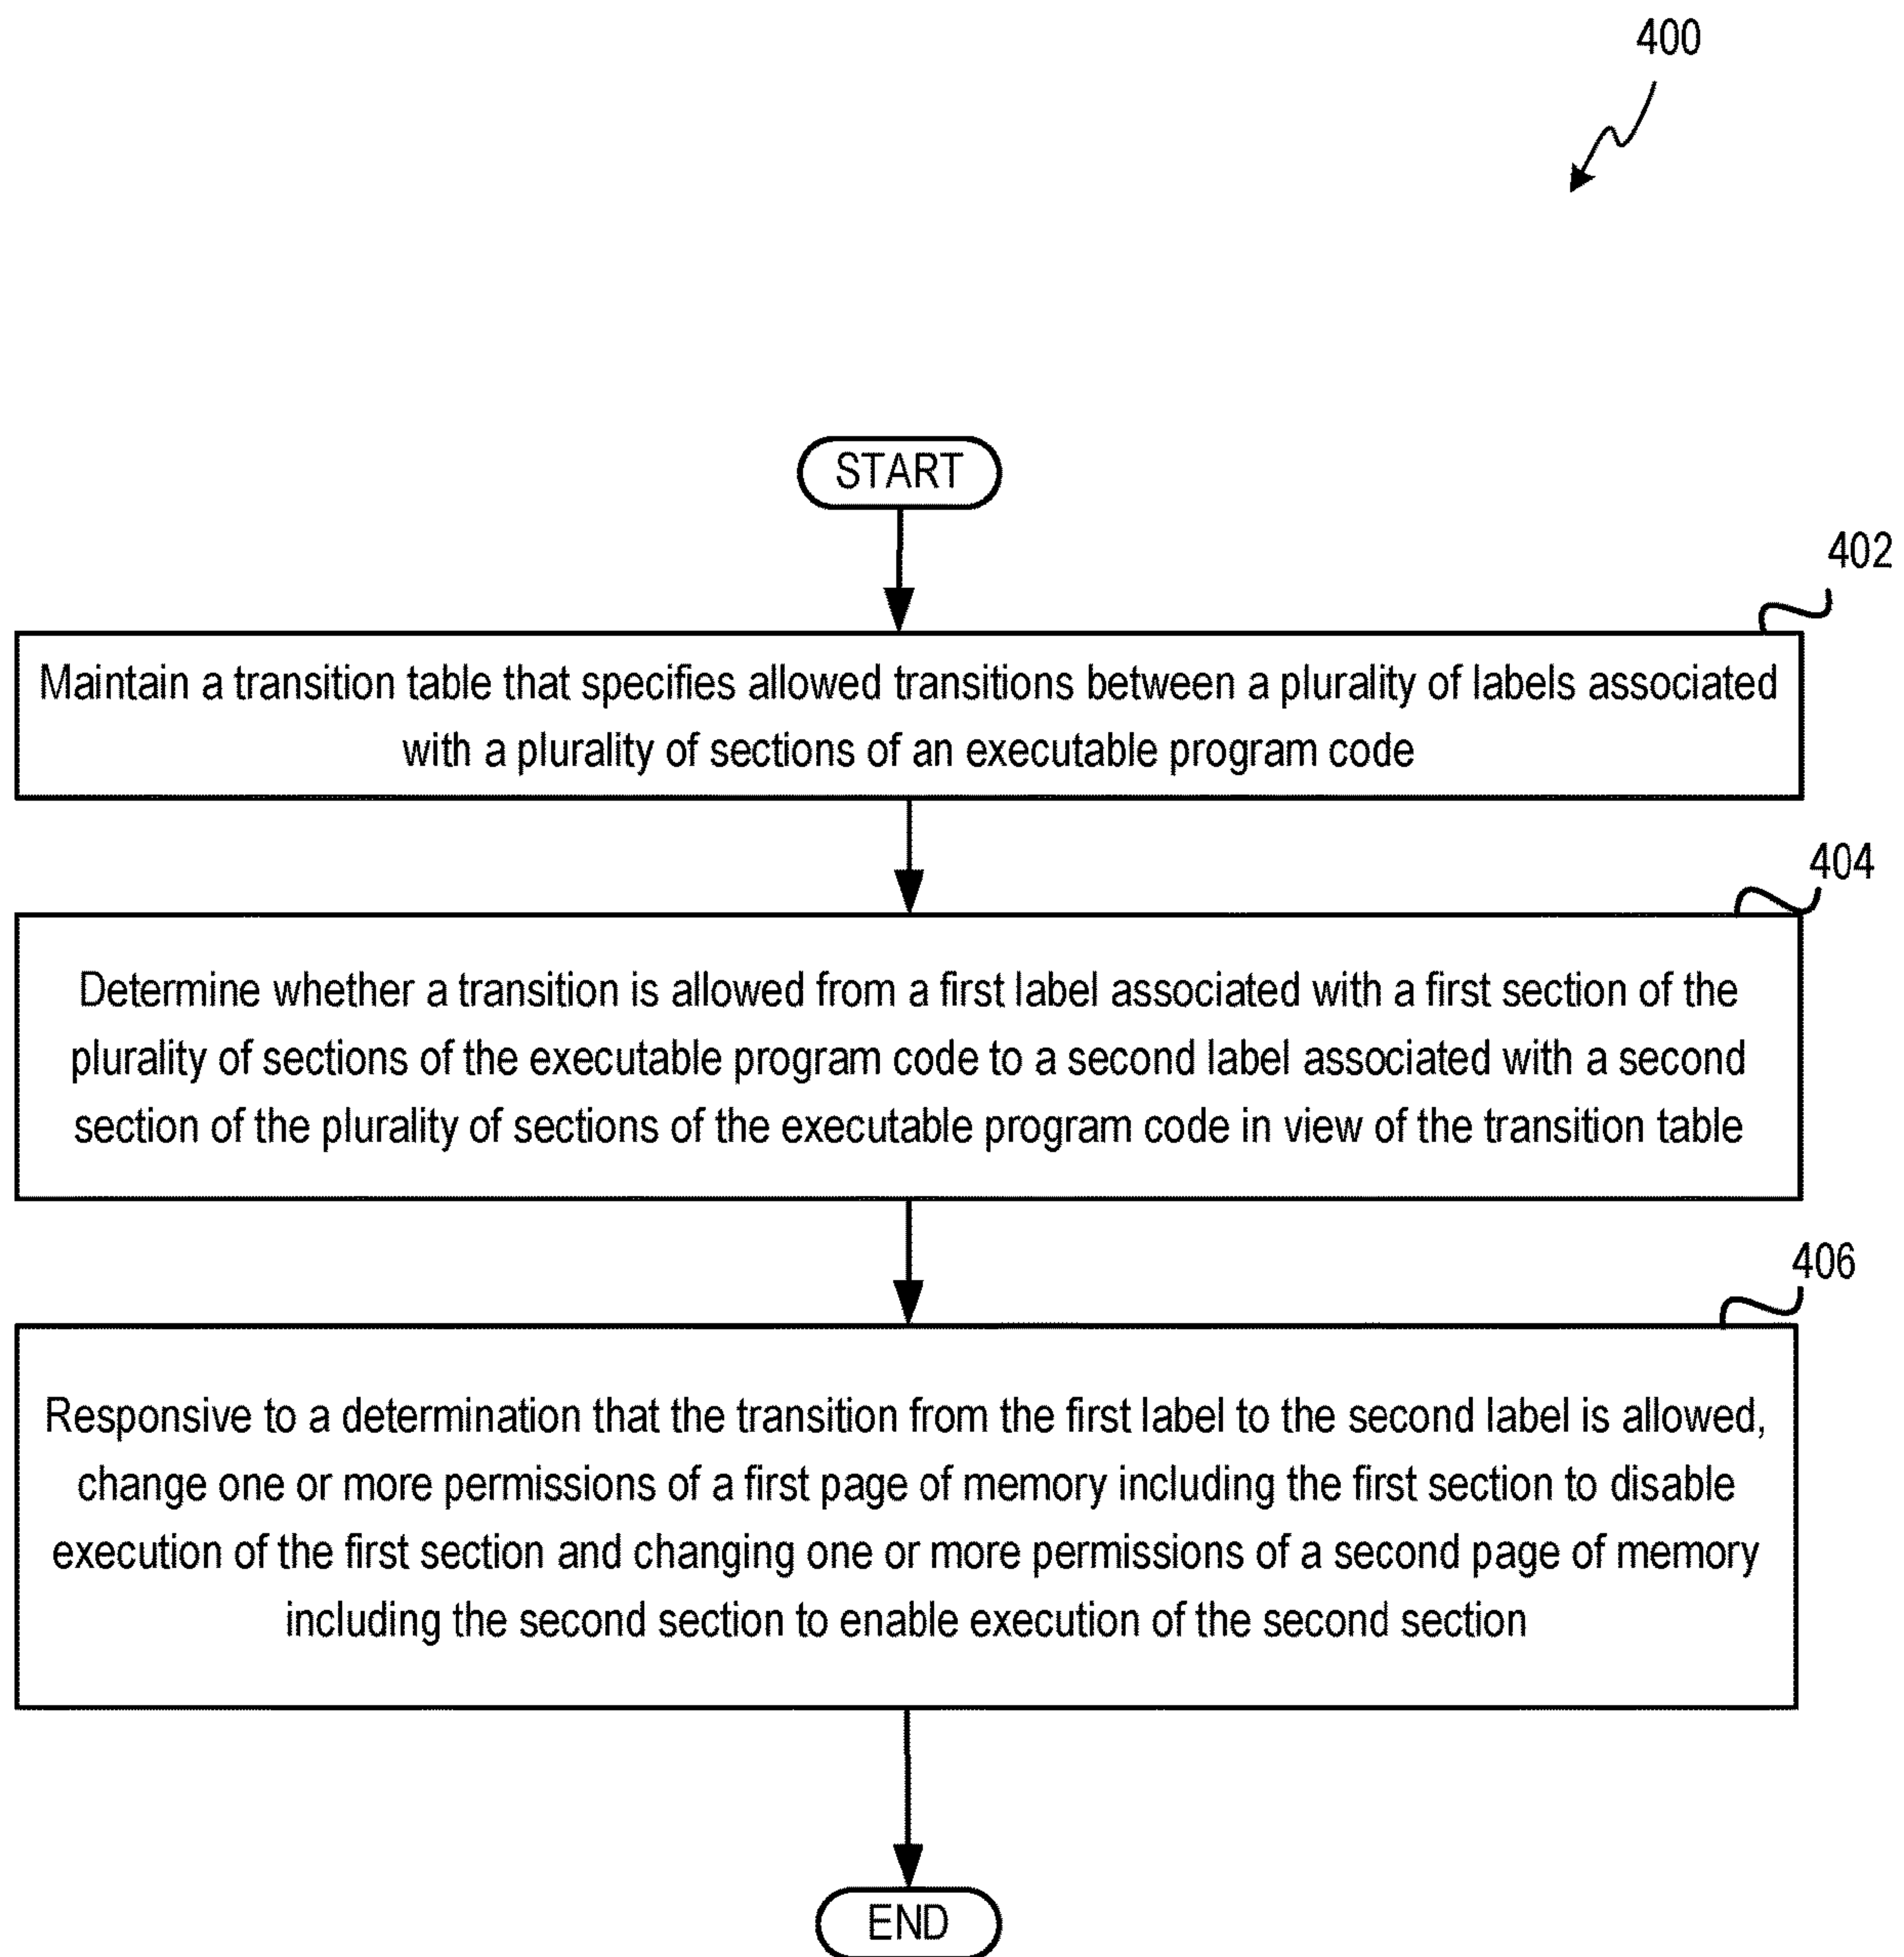 400
START
402
Maintain a transition table that specifies allowed transitions between a plurality of labels associated
with a plurality of sections of an executable program code
404
Determine whether a transition is allowed from a first label associated with a first section of the
plurality of sections of the executable program code to a second label associated with a second
section of the plurality of sections of the executable program code in view of the transition table
406
Responsive to a determination that the transition from the first label to the second label is allowed,
change one or more permissions of a first page of memory including the first section to disable
execution of the first section and changing one or more permissions of a second page of memory
including the second section to enable execution of the second section
END